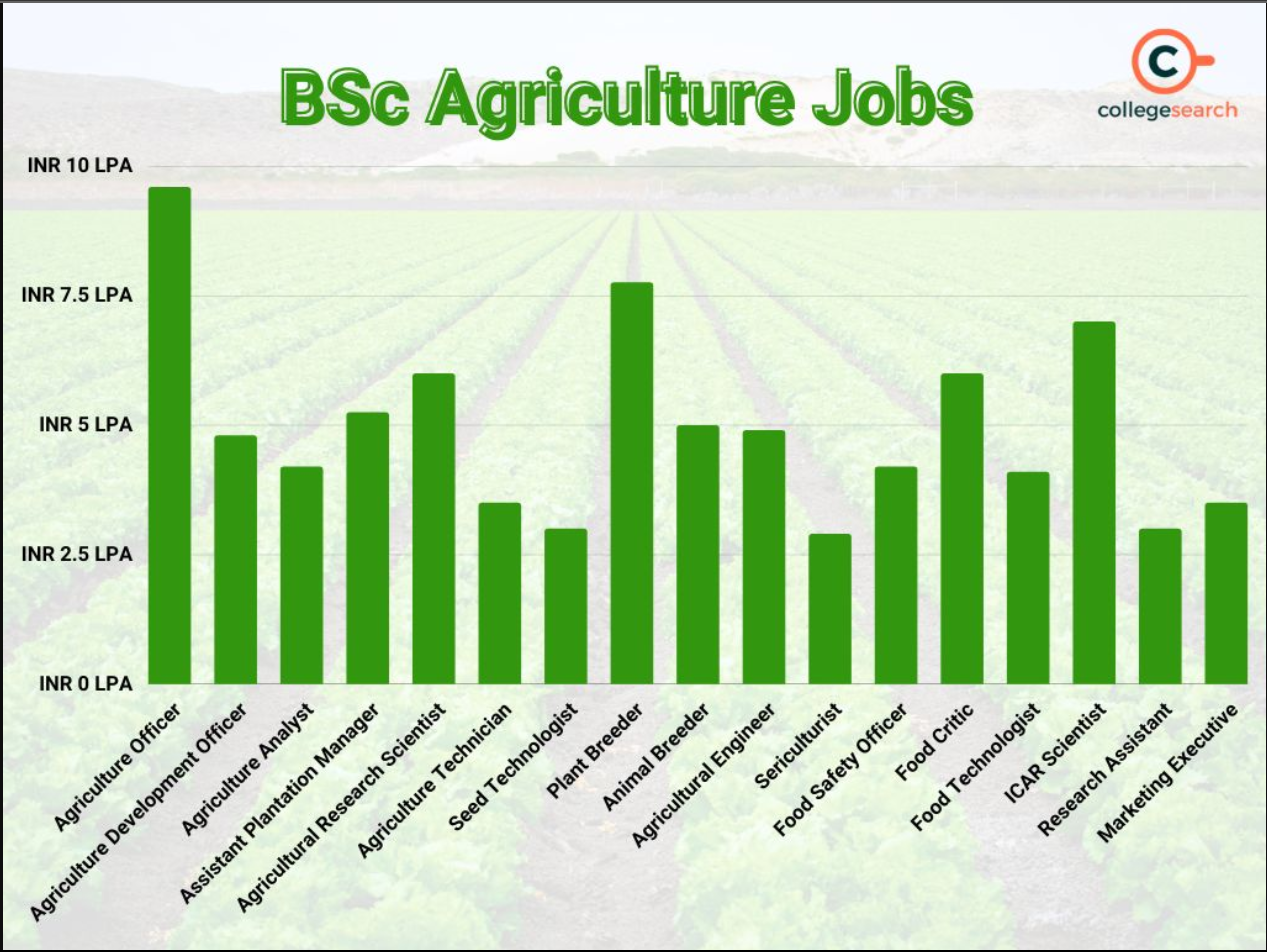 BSc Agriculture Jobs
C
collegesearch
INR 10 LPA
INR 7.5 LPA
INR 5 LPA
INR 2.5 LPA
INR 0 LPA
Agriculture Officer
Agriculture Development Officer
Agriculture Analyst
Assistant Plantation Manager
Agricultural Research Scientist
Agriculture Technician
Seed Technologist
Plant Breeder
Animal Breeder
Agricultural Engineer
Sericulturist
Food Safety Officer
Food Critic
Food Technologist
ICAR Scientist
Research Assistant
Marketing Executive